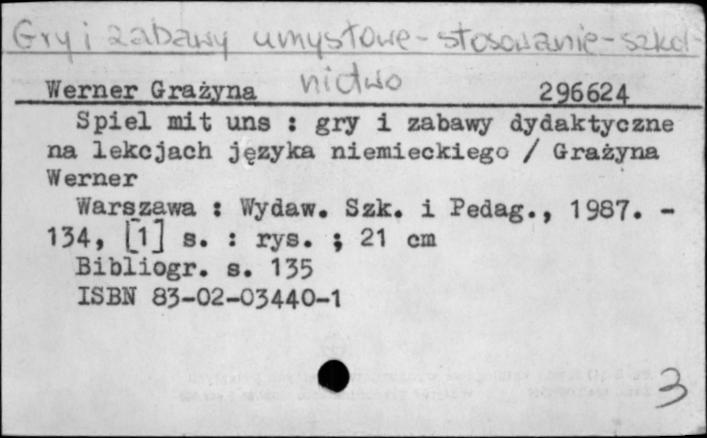 Gry i zabawy umysłowe - stosowanie - szkol-
nictwo
Werner Grażyna 296624
Spiel mit uns : gry i zabawy dydaktyczne
na lekcjach języka niemieckiego / Grażyna
Werner
Warszawa : Wydaw. Szk. i Pedag., 1987. -
134, [1] s. : rys. ; 21 cm
Bibliogr. s. 135
ISBN 83-02-03440-1
3